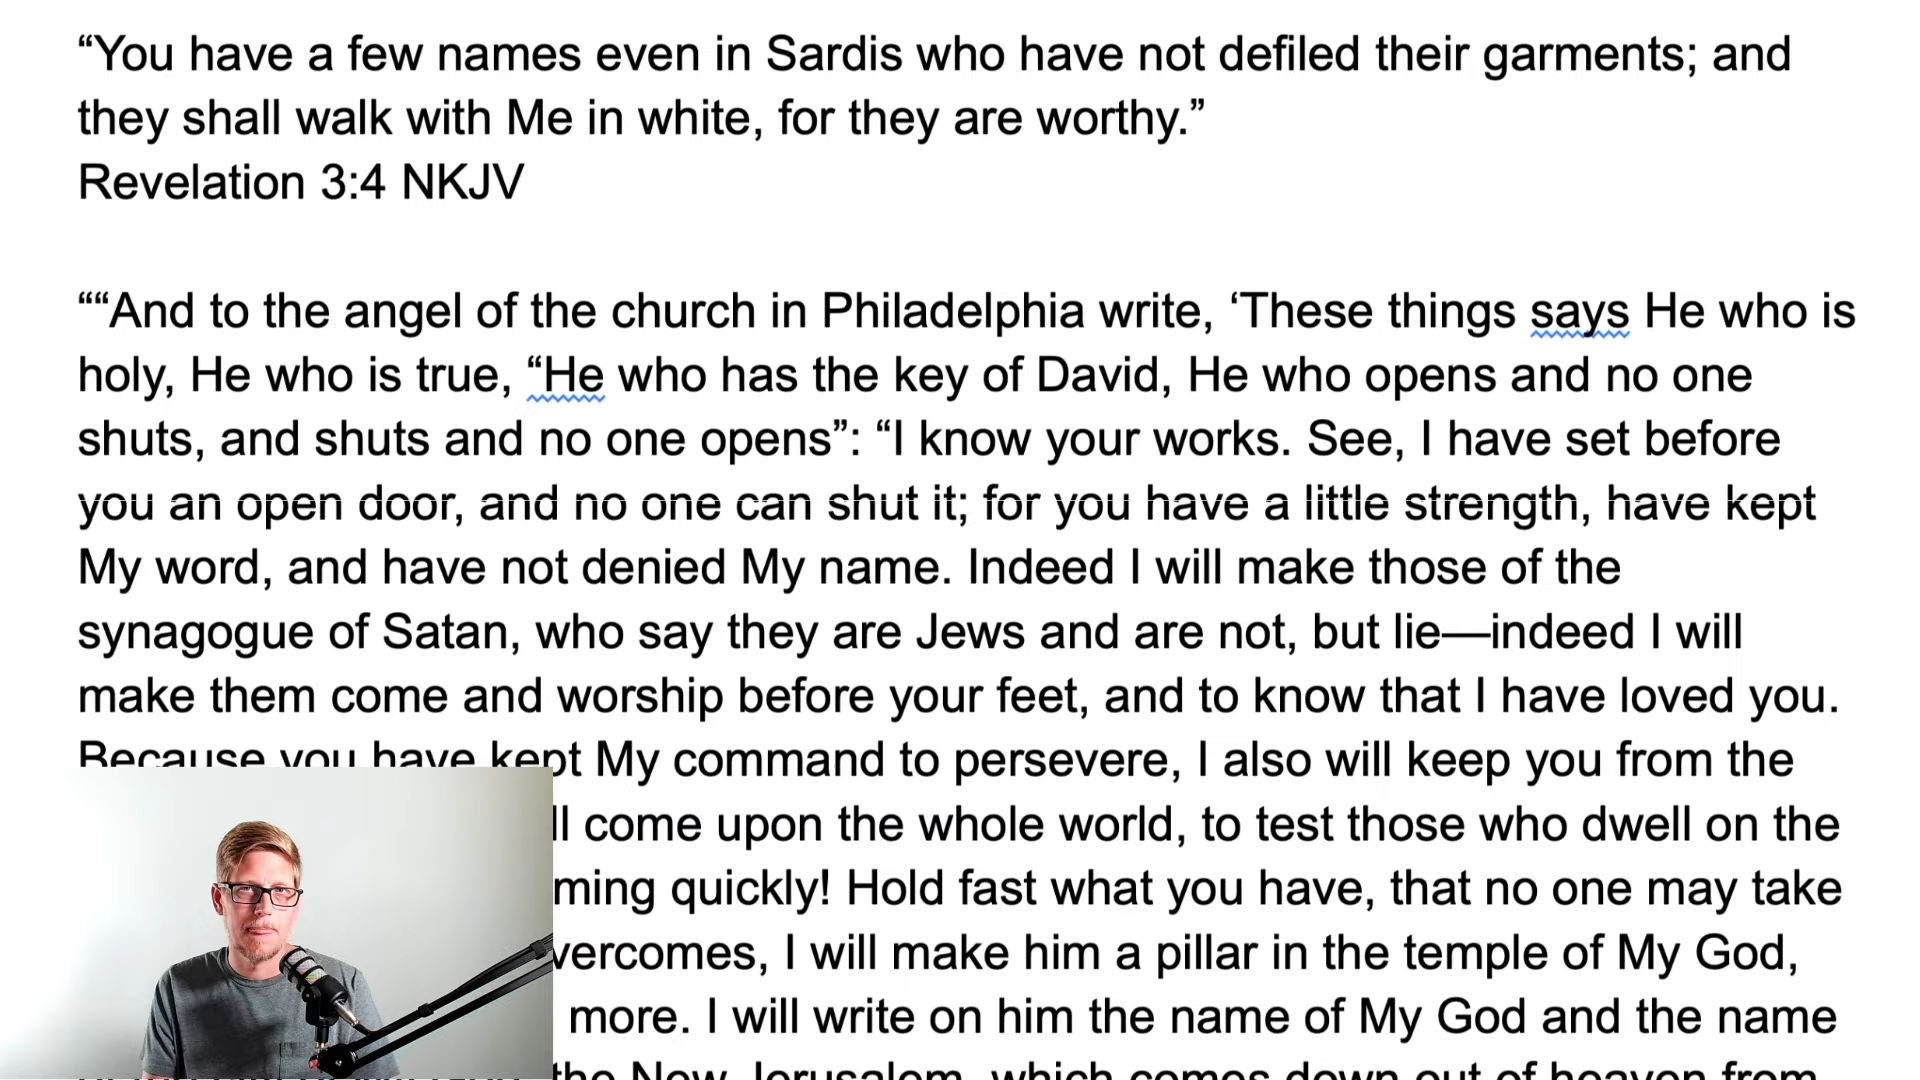 “You have a few names even in Sardis who have not defiled their garments; and
they shall walk with Me in white, for they are worthy.”
Revelation 3:4 NKJV
““And to the angel of the church in Philadelphia write, ‘These things says He who is
holy, He who is true, “He who has the key of David, He who opens and no one
shuts, and shuts and no one opens”: “I know your works. See, I have set before
you an open door, and no one can shut it; for you have a little strength, have kept
My word, and have not denied My name. Indeed I will make those of the
synagogue of Satan, who say they are Jews and are not, but lie—indeed I will
make them come and worship before your feet, and to know that I have loved you.
Because you have kept My command to persevere, I also will keep you from the
ll come upon the whole world, to test those who dwell on the
ming quickly! Hold fast what you have, that no one may take
vercomes, I will make him a pillar in the temple of My God,
more. I will write on him the name of My God and the name
the New Jerusalem, which comes down out of heaven from